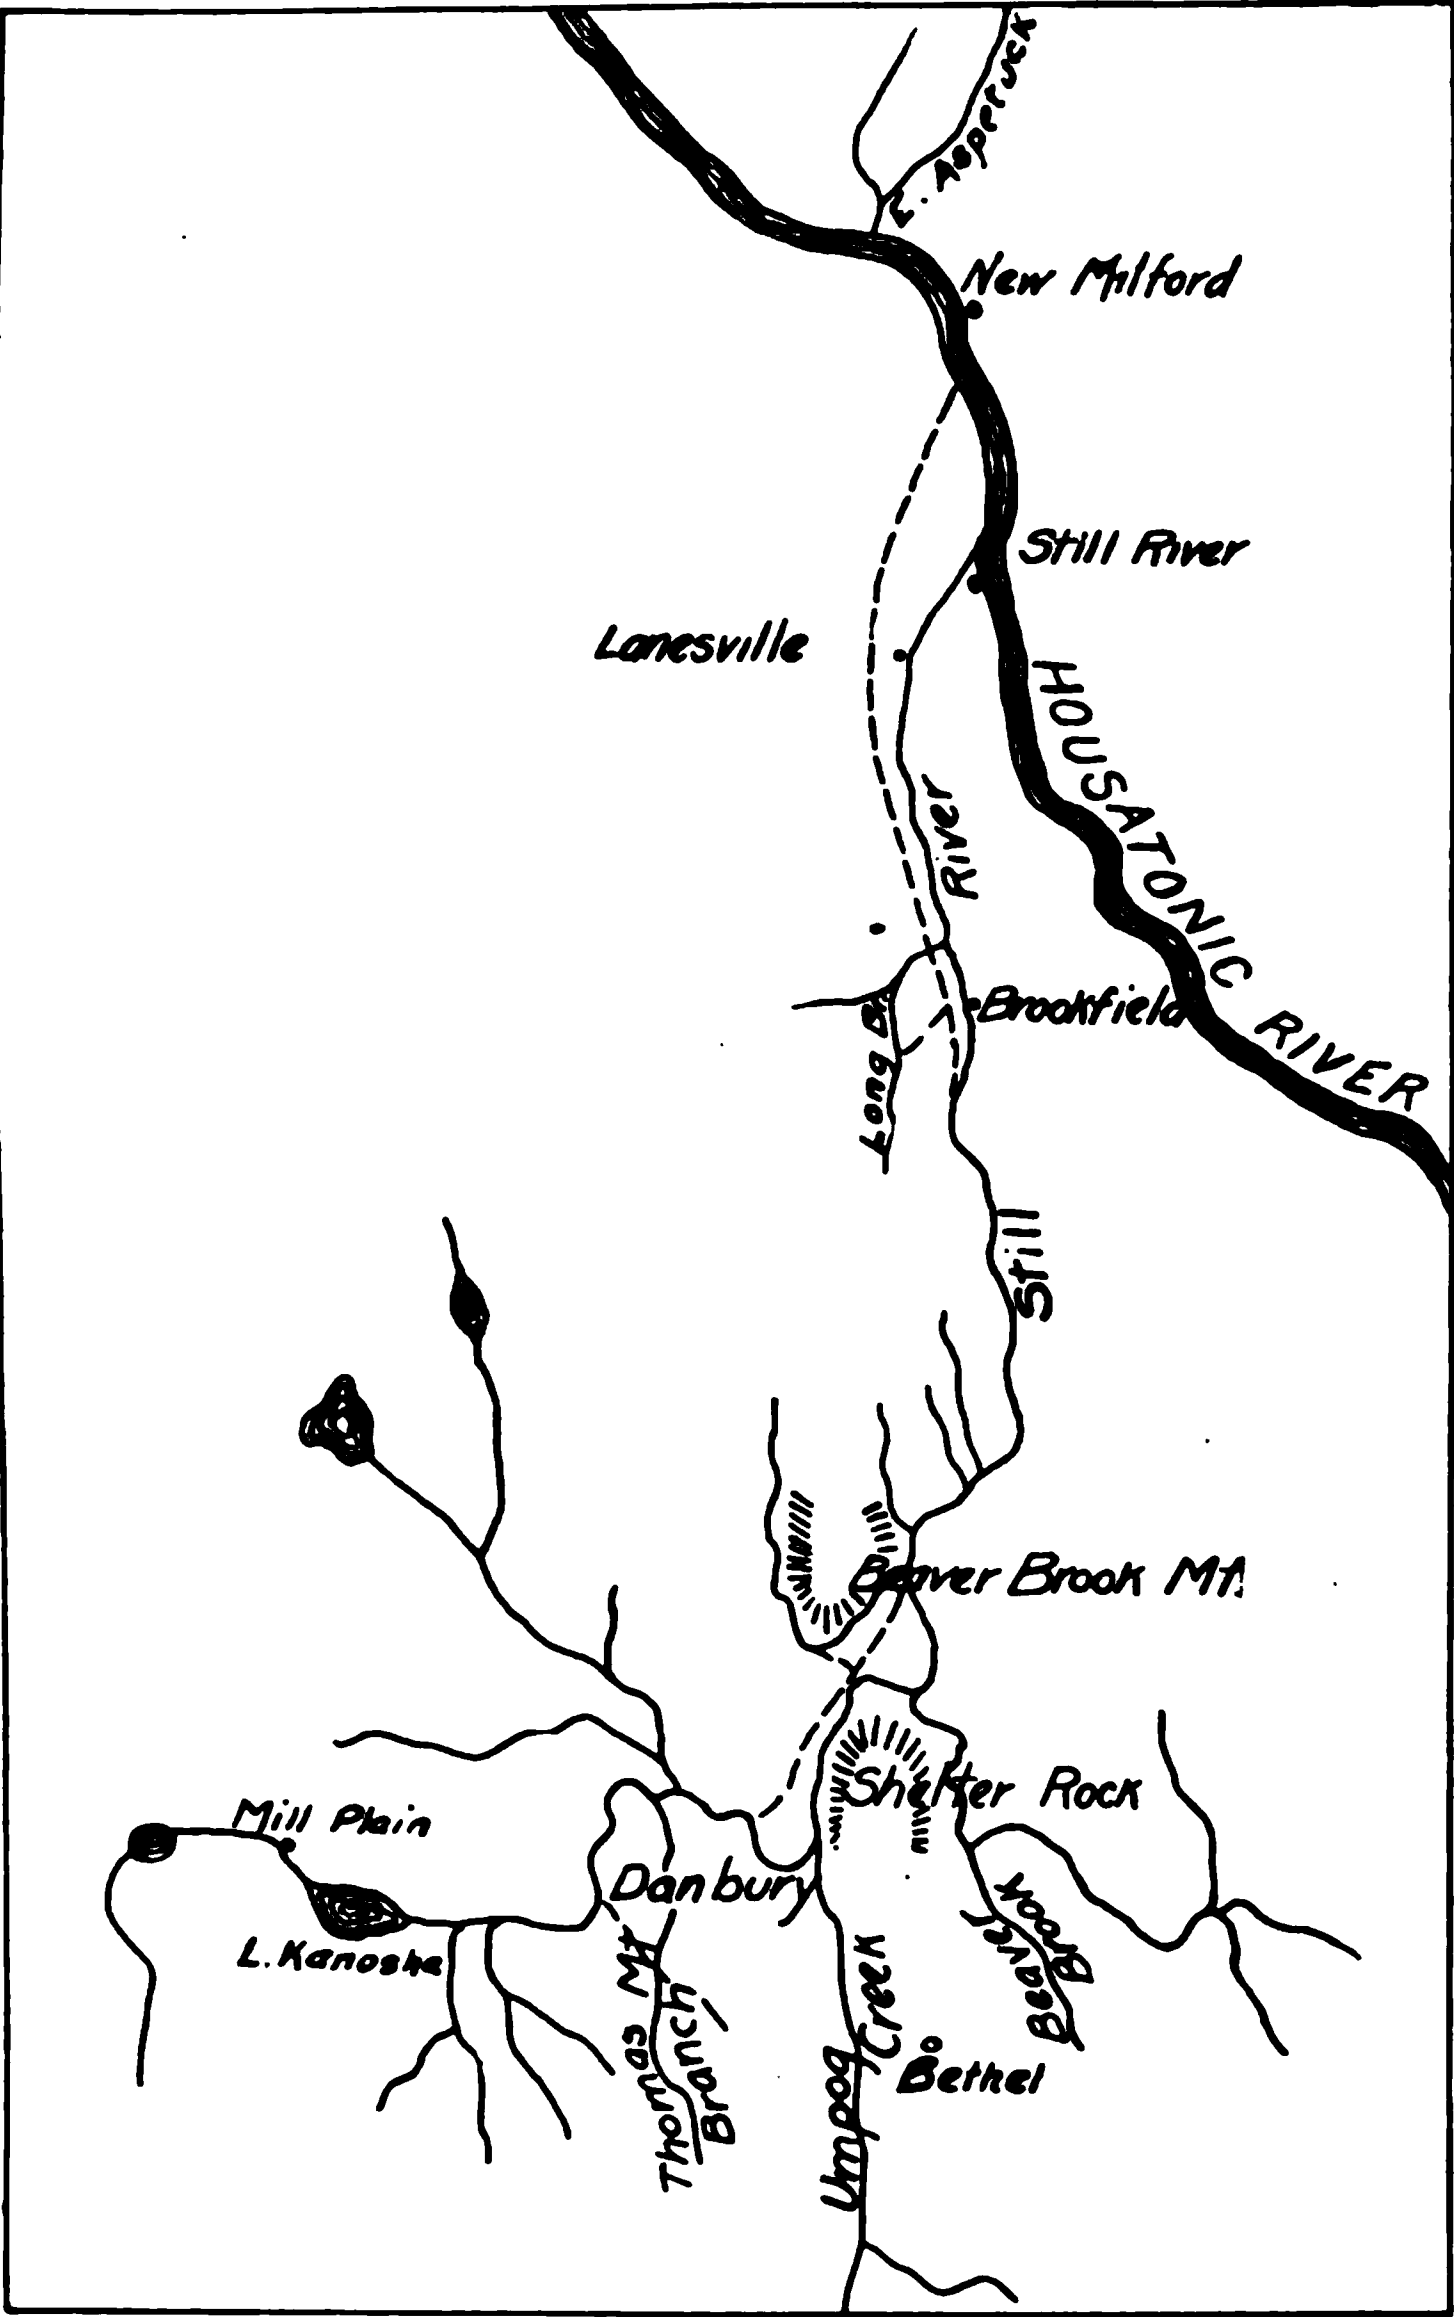 E. Aspetuck
New Milford
Still River
Lanesville
HOUSATONIC RIVER
River
Brookfield
Long Br.
Still
Beaver Brook Mt.
Shelter Rock
Mill Plain
Danbury
L. Kanosha
Thomas Mt
Branch
Umpog
Creek
Beaver
Brook
Bethel